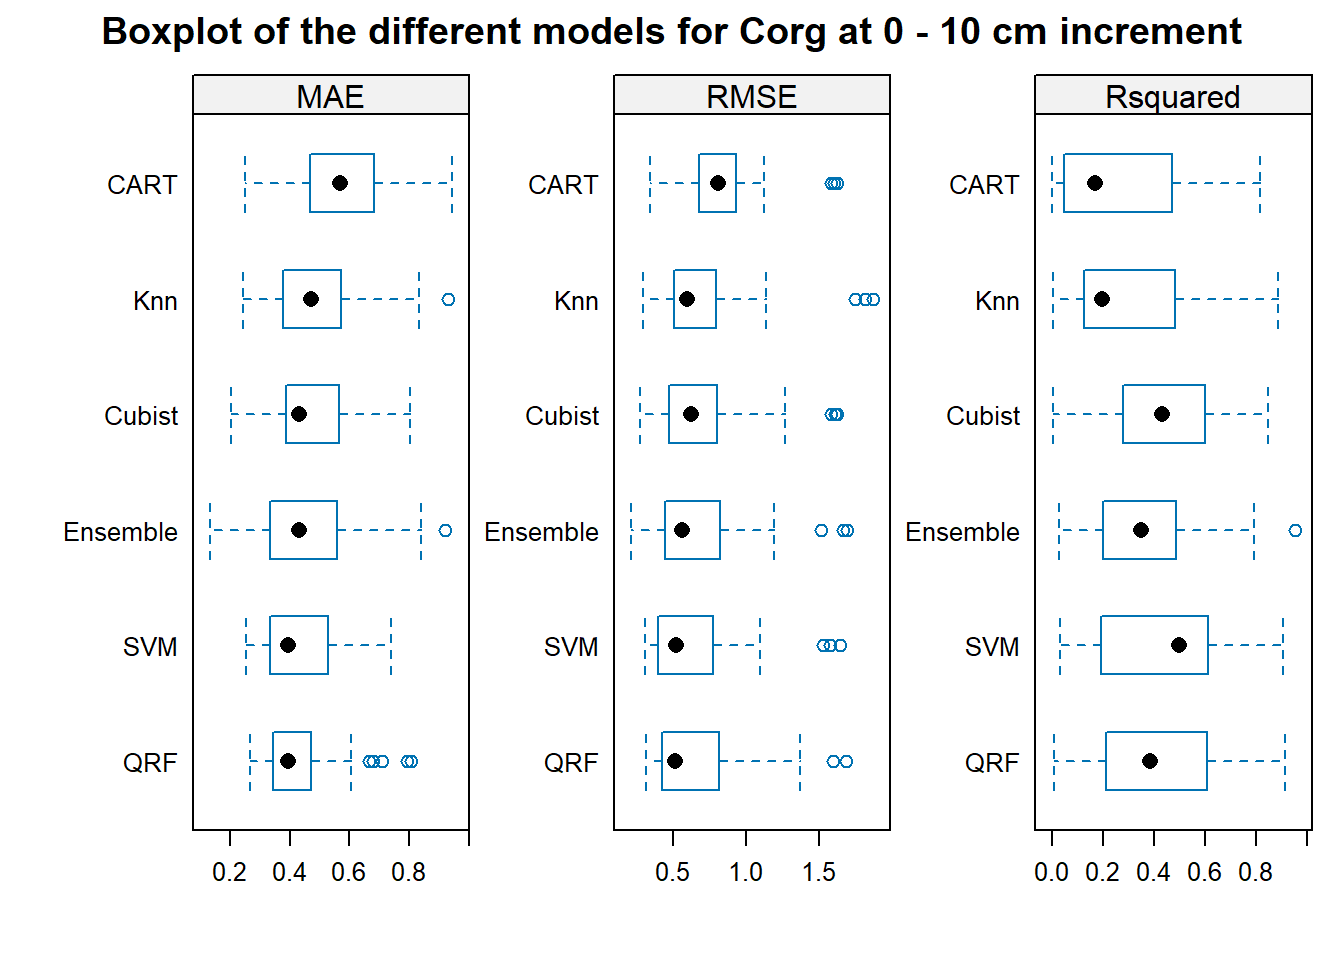 Boxplot of the different models for Corg at 0 - 10 cm increment
MAE
CART
Knn
Cubist
Ensemble
SVM
QRF
0.2 0.4 0.6 0.8
RMSE
CART
Knn
Cubist
Ensemble
SVM
QRF
0.5 1.0 1.5
Rsquared
CART
Knn
Cubist
Ensemble
SVM
QRF
0.0 0.2 0.4 0.6 0.8